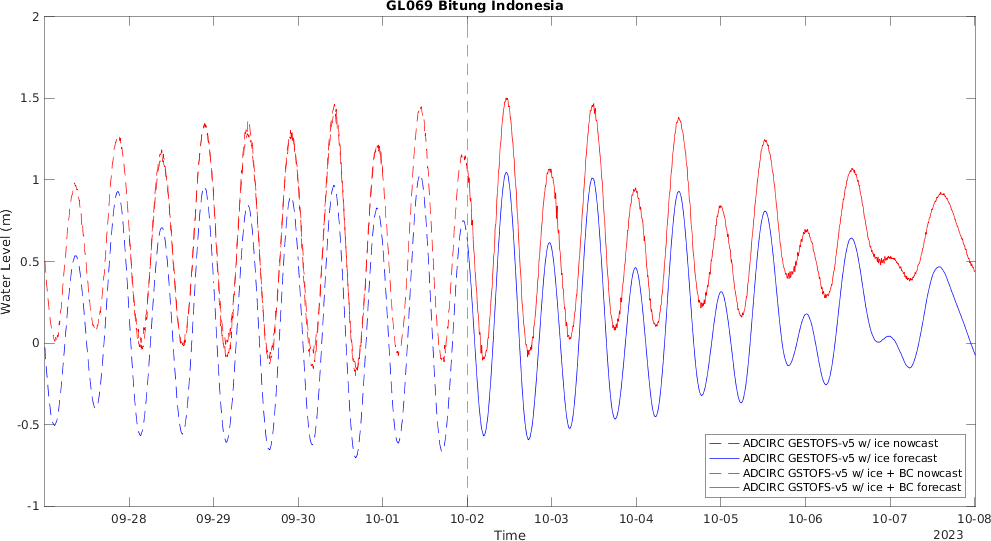 GL069 Bitung Indonesia
2
1.5
1
0.5
0
-0.5
-1
Water Level (m)
ADCIRC GESTOFS-v5 w/ ice nowcast
ADCIRC GESTOFS-v5 w/ ice forecast
ADCIRC GSTOFS-v5 w/ ice + BC nowcast
ADCIRC GSTOFS-v5 w/ ice + BC forecast
09-28 09-29 09-30 10-01 10-02 10-03 10-04 10-05 10-06 10-07 10-08
Time
2023